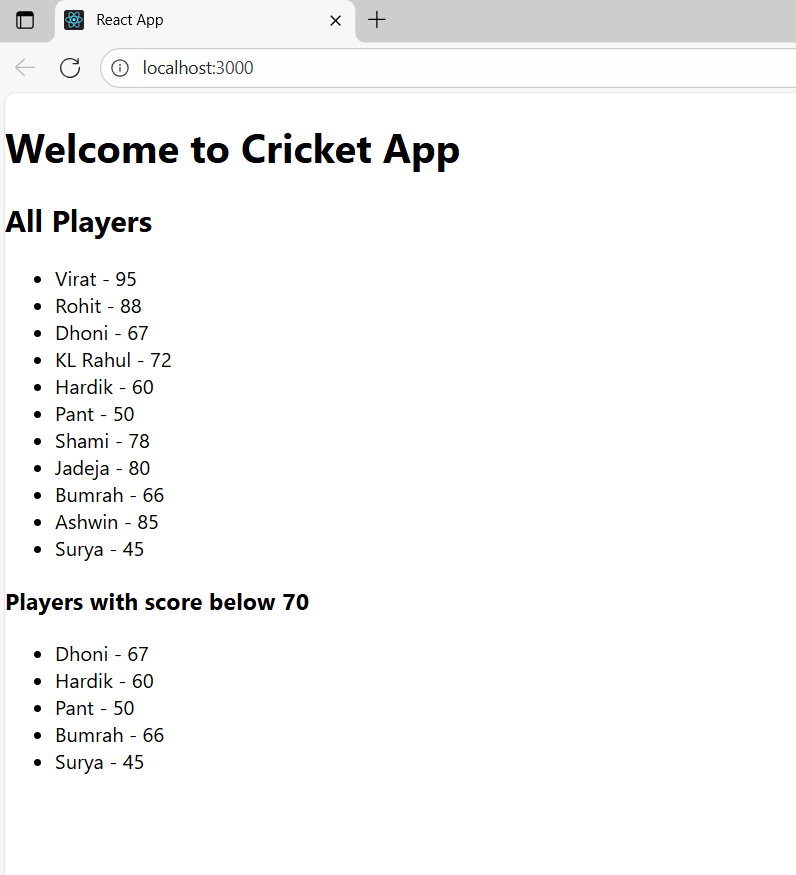 React App
localhost:3000
Welcome to Cricket App
All Players
• Virat - 95
• Rohit - 88
• Dhoni - 67
• KL Rahul - 72
• Hardik - 60
• Pant - 50
• Shami - 78
• Jadeja - 80
• Bumrah - 66
• Ashwin - 85
• Surya - 45
Players with score below 70
• Dhoni - 67
• Hardik - 60
• Pant - 50
• Bumrah - 66
• Surya - 45